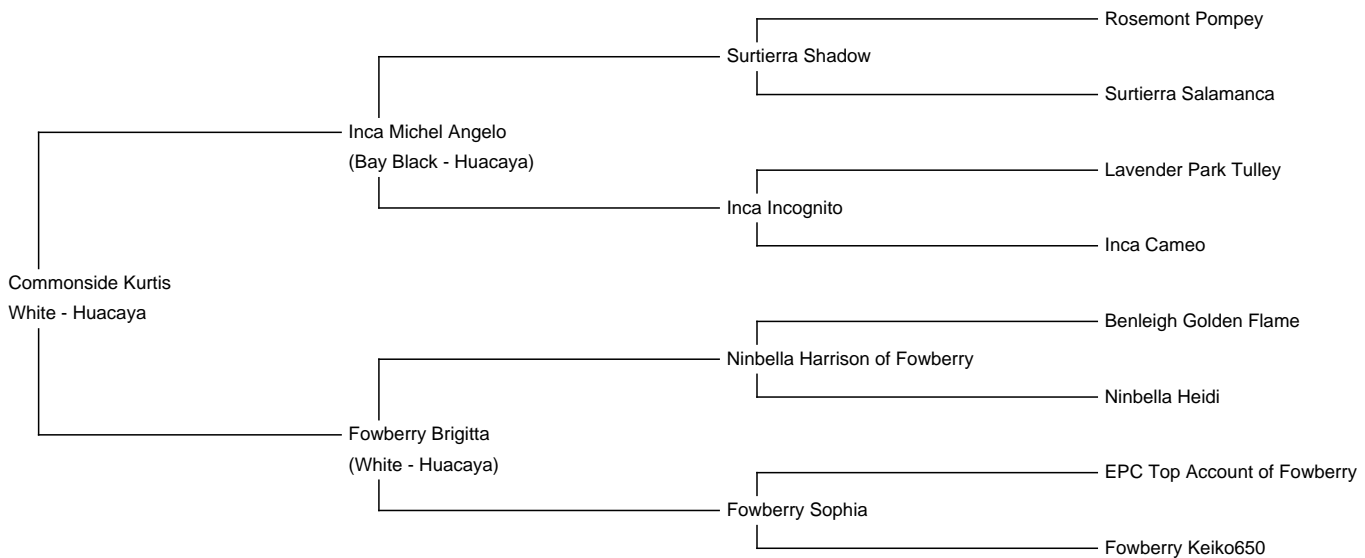 Rosemont Pompey
Surtierra Shadow
Surtierra Salamanca
Inca Michel Angelo
(Bay Black - Huacaya)
Lavender Park Tulley
Inca Incognito
Inca Cameo
Commonside Kurtis
White - Huacaya
Benleigh Golden Flame
Ninbella Harrison of Fowberry
Ninbella Heidi
Fowberry Brigitta
(White - Huacaya)
EPC Top Account of Fowberry
Fowberry Sophia
Fowberry Keiko650